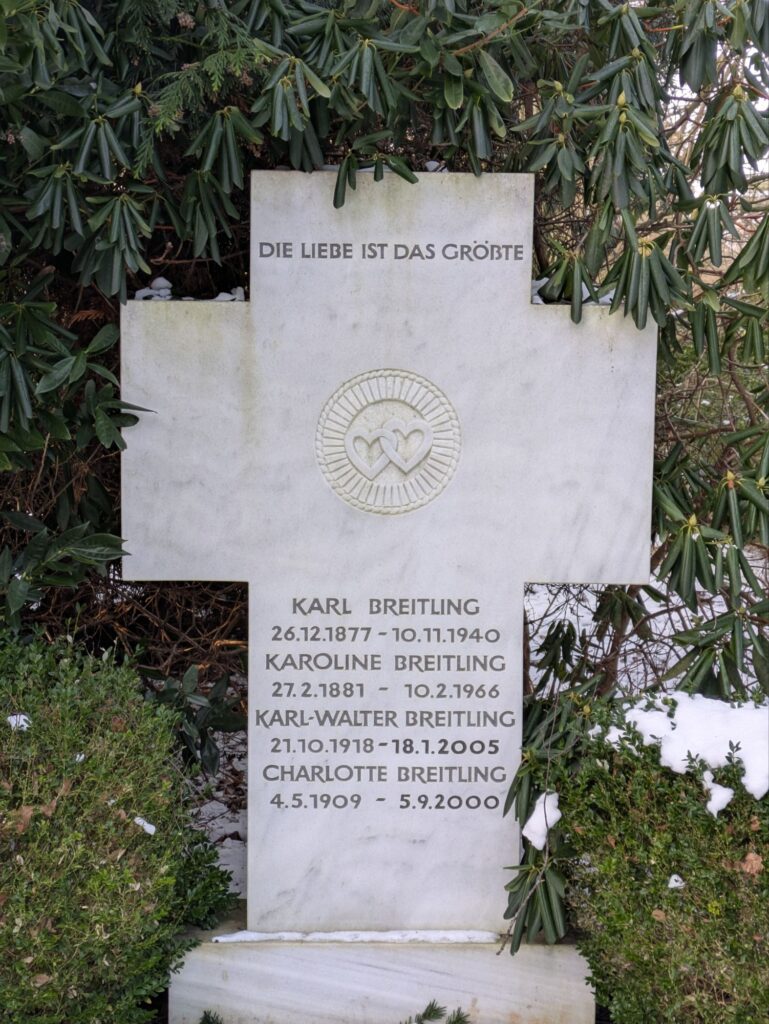 DIE LIEBE IST DAS GRÖßTE
KARL BREITLING
26.12.1877 - 10.11.1940
KAROLINE BREITLING
27.2.1881 - 10.2.1966
KARL-WALTER BREITLING
21.10.1918 - 18.1.2005
CHARLOTTE BREITLING
4.5.1909 - 5.9.2000